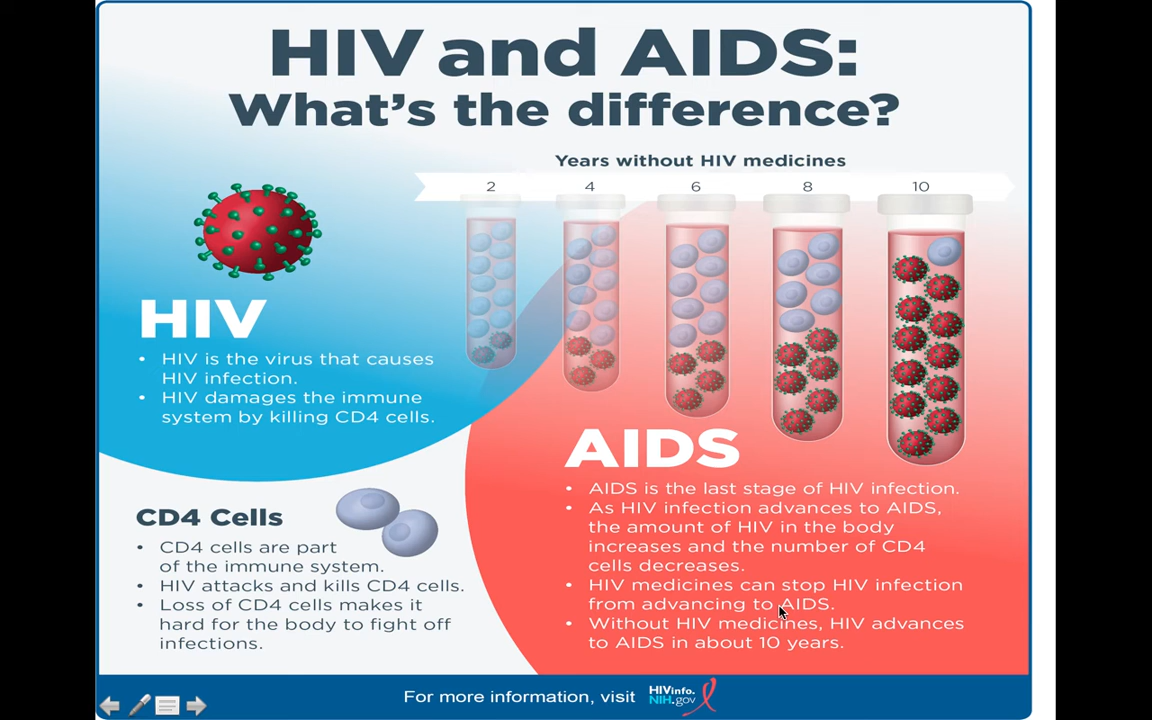 HIV and AIDS:
What's the difference?
Years without HIV medicines
2 4 6 8 10
HIV
• HIV is the virus that causes
HIV infection.
• HIV damages the immune
system by killing CD4 cells.
CD4 Cells
• CD4 cells are part
of the immune system.
• HIV attacks and kills CD4 cells.
• Loss of CD4 cells makes it
hard for the body to fight off
infections.
AIDS
• AIDS is the last stage of HIV infection.
• As HIV infection advances to AIDS,
the amount of HIV in the body
increases and the number of CD4
cells decreases.
• HIV medicines can stop HIV infection
from advancing to AIDS.
• Without HIV medicines, HIV advances
to AIDS in about 10 years.
For more information, visit
HIVinfo.
NIH.gov